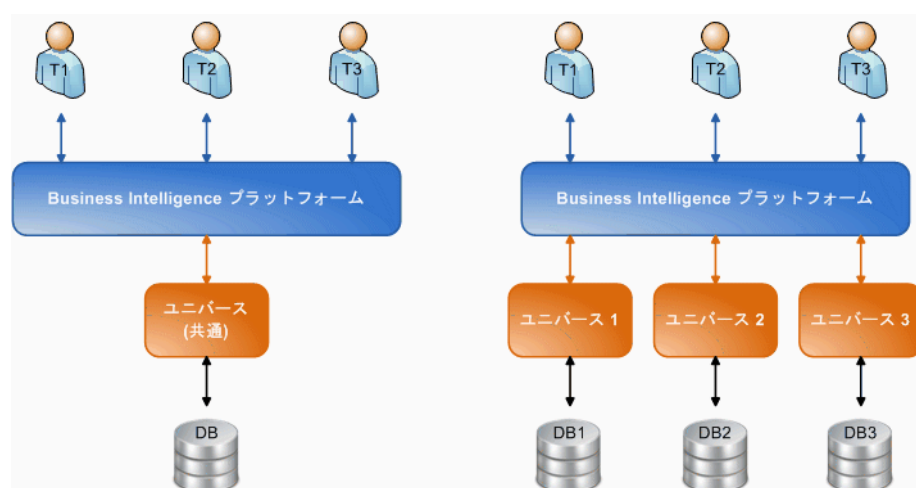 T1
T2
T3
T1
T2
T3
Business Intelligence プラットフォーム
Business Intelligence プラットフォーム
ユニバース
(共通)
ユニバース 1
ユニバース 2
ユニバース 3
DB
DB1
DB2
DB3